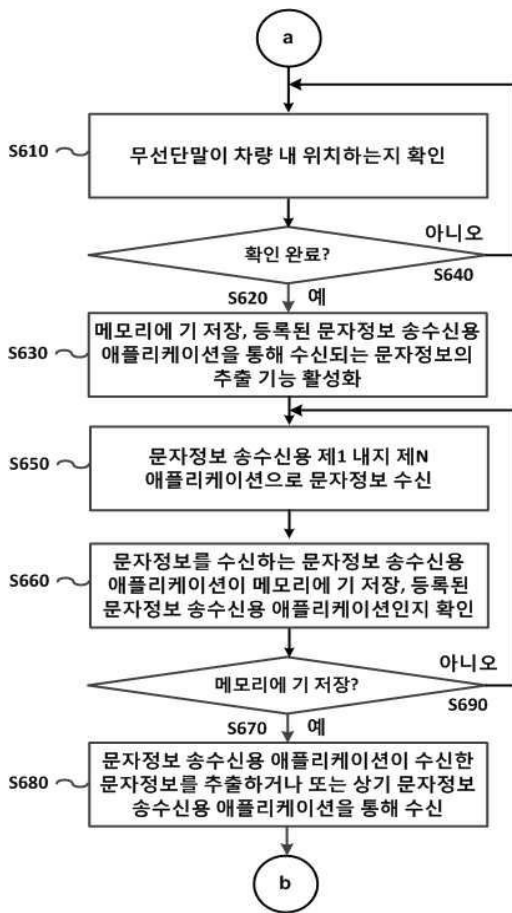 a
S610
무선단말이 차량 내 위치하는지 확인
아니오
확인 완료?
S640
S620 예
S630
메모리에 기 저장, 등록된 문자정보 송수신용
애플리케이션을 통해 수신되는 문자정보의
추출 기능 활성화
S650
문자정보 송수신용 제1 내지 제N
애플리케이션으로 문자정보 수신
S660
문자정보를 수신하는 문자정보 송수신용
애플리케이션이 메모리에 기 저장, 등록된
문자정보 송수신용 애플리케이션인지 확인
아니오
메모리에 기 저장?
S690
S670 예
S680
문자정보 송수신용 애플리케이션이 수신한
문자정보를 추출하거나 또는 상기 문자정보
송수신용 애플리케이션을 통해 수신
b